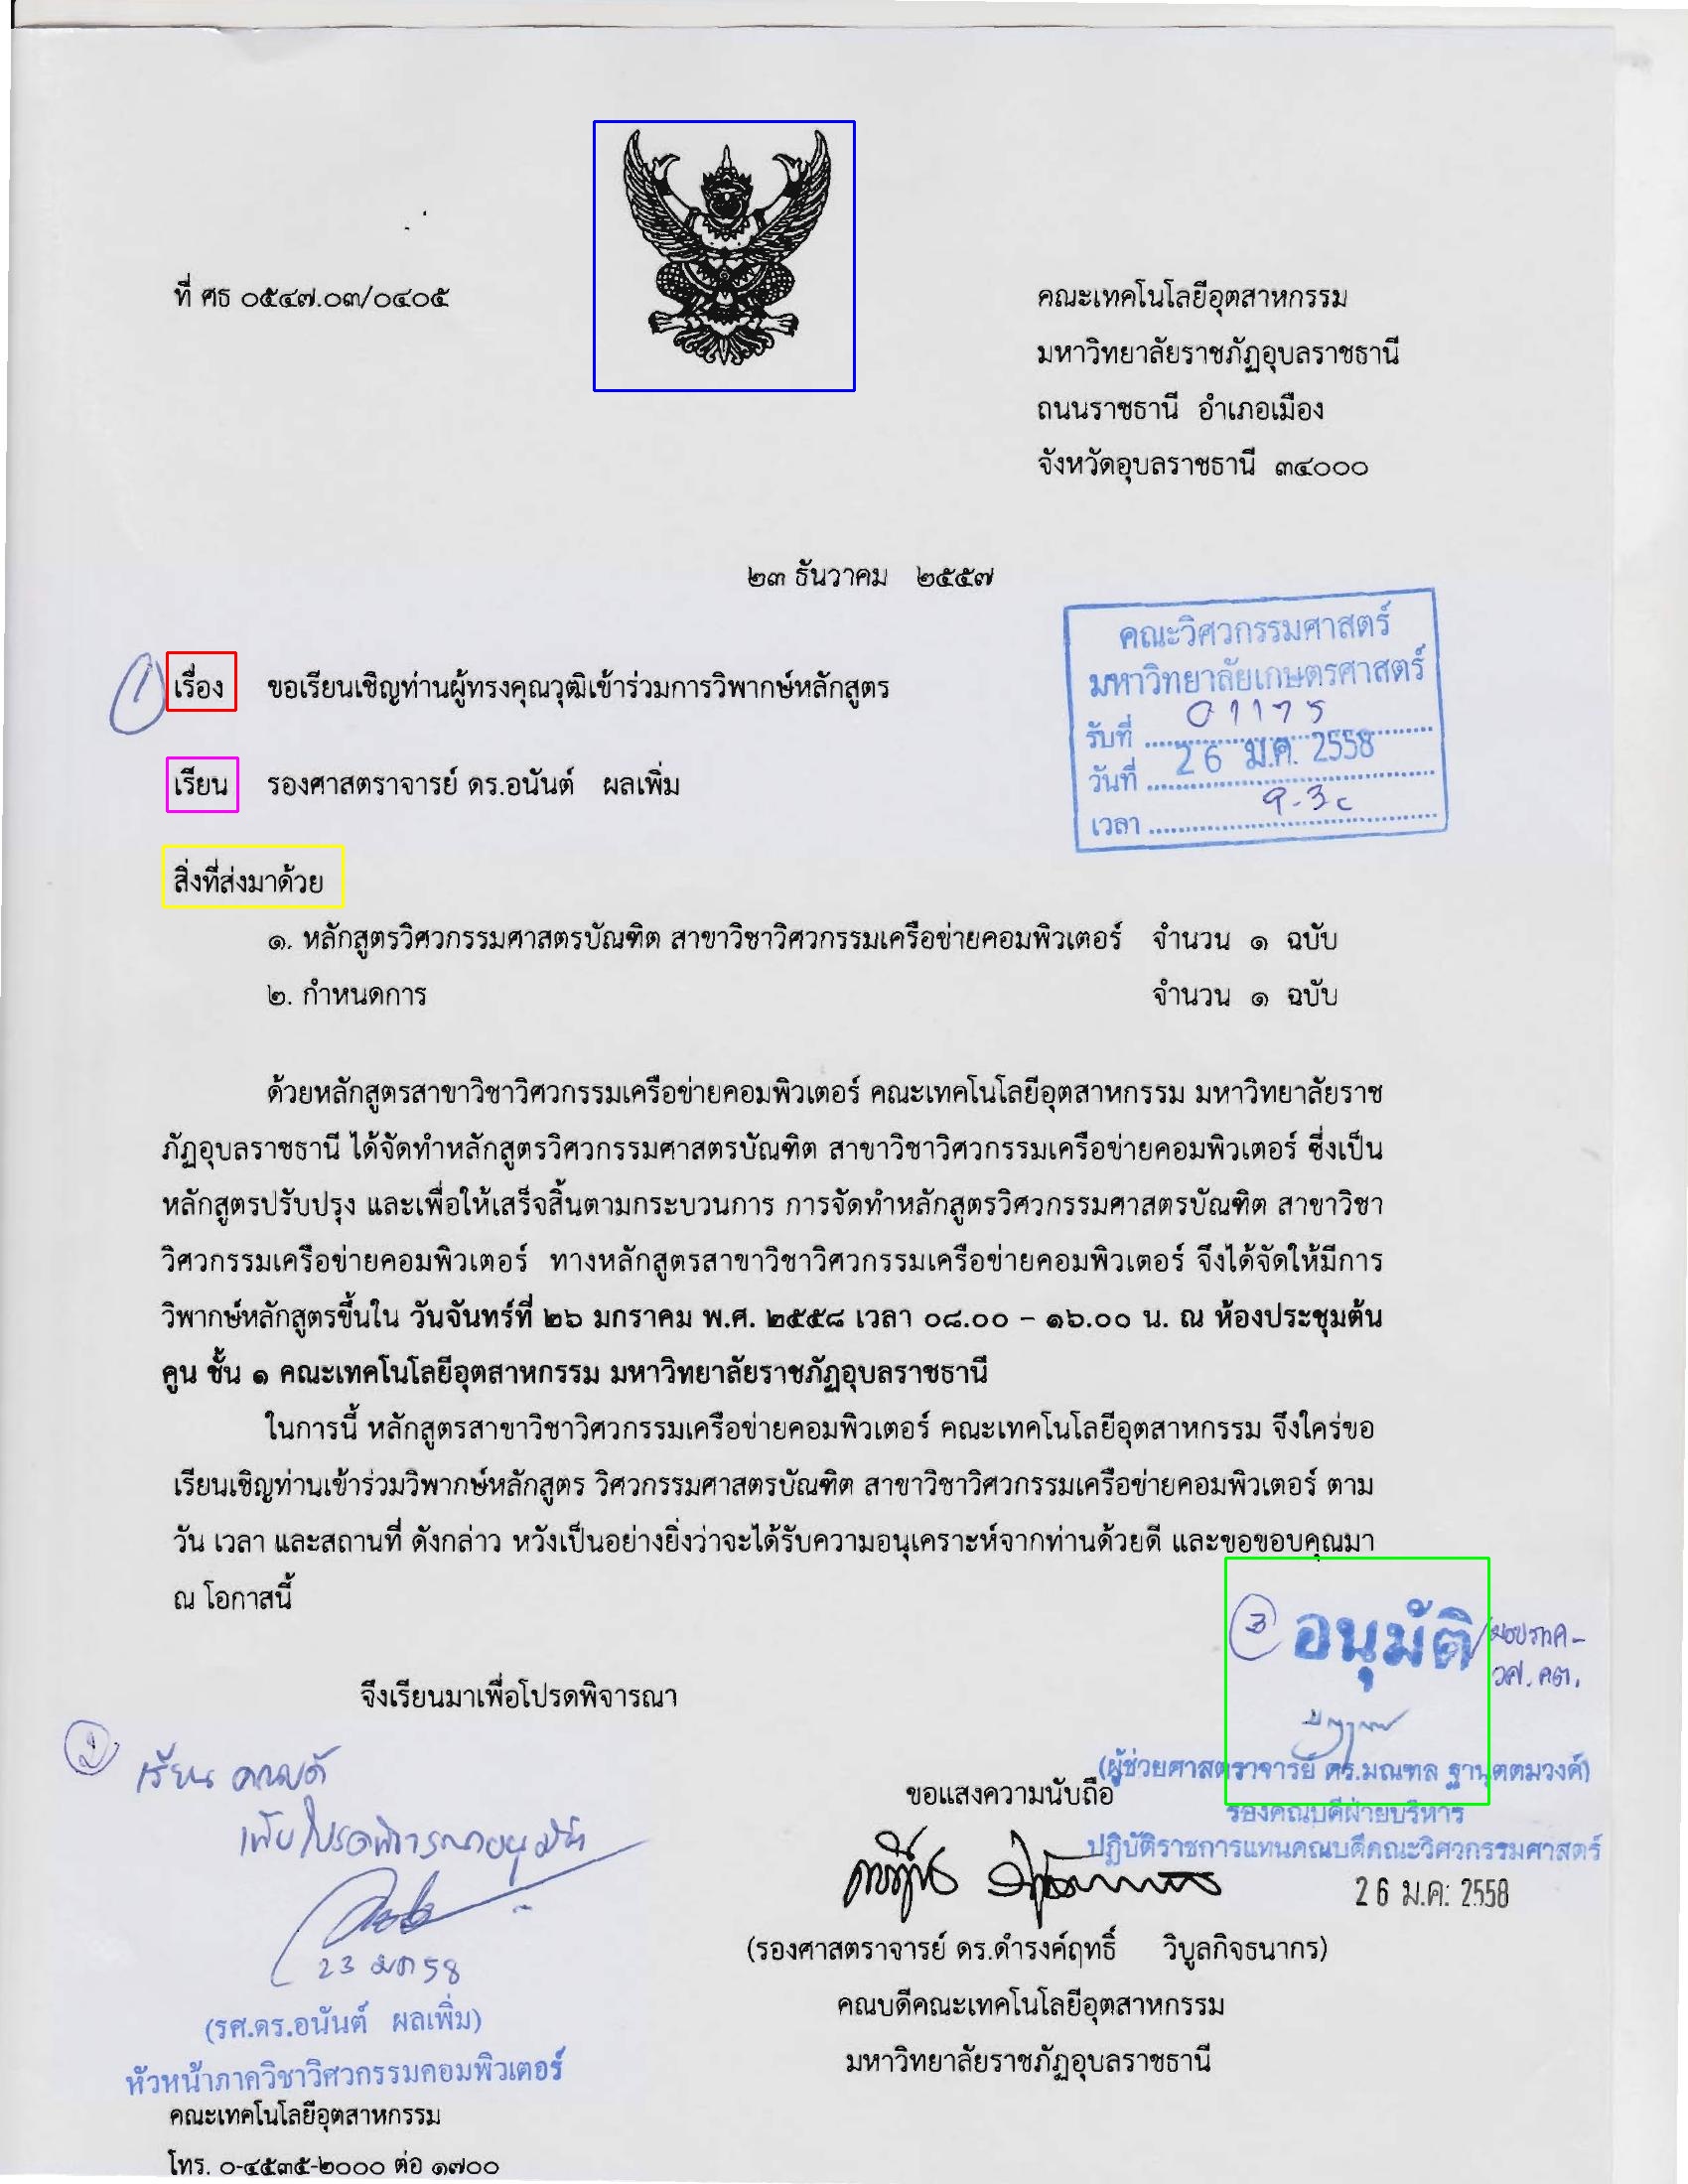 ที่ ศธ ๐๕๔๗.๐๓/๐๔๐๕
คณะเทคโนโลยีอุตสาหกรรม
มหาวิทยาลัยราชภัฏอุบลราชธานี
ถนนราชธานี อำเภอเมือง
จังหวัดอุบลราชธานี ๓๔๐๐๐
๒๓ ธันวาคม ๒๕๕๗
คณะวิศวกรรมศาสตร์
มหาวิทยาลัยเกษตรศาสตร์
รับที่ 01175
วันที่ 26 ม.ค. 2558
เวลา
1 เรื่อง ขอเรียนเชิญท่านผู้ทรงคุณวุฒิเข้าร่วมการวิพากษ์หลักสูตร
เรียน รองศาสตราจารย์ ดร.อนันต์ ผลเพิ่ม
สิ่งที่ส่งมาด้วย
๑. หลักสูตรวิศวกรรมศาสตรบัณฑิต สาขาวิชาวิศวกรรมเครือข่ายคอมพิวเตอร์ จำนวน ๑ ฉบับ
๒. กำหนดการ จำนวน ๑ ฉบับ
ด้วยหลักสูตรสาขาวิชาวิศวกรรมเครือข่ายคอมพิวเตอร์ คณะเทคโนโลยีอุตสาหกรรม มหาวิทยาลัยราช
ภัฏอุบลราชธานี ได้จัดทำหลักสูตรวิศวกรรมศาสตรบัณฑิต สาขาวิชาวิศวกรรมเครือข่ายคอมพิวเตอร์ ซึ่งเป็น
หลักสูตรปรับปรุง และเพื่อให้เสร็จสิ้นตามกระบวนการ การจัดทำหลักสูตรวิศวกรรมศาสตรบัณฑิต สาขาวิชา
วิศวกรรมเครือข่ายคอมพิวเตอร์ ทางหลักสูตรสาขาวิชาวิศวกรรมเครือข่ายคอมพิวเตอร์ จึงได้จัดให้มีการ
วิพากษ์หลักสูตรขึ้นใน วันจันทร์ที่ ๒๖ มกราคม พ.ศ. ๒๕๕๘ เวลา ๐๘.๐๐ – ๑๖.๐๐ น. ณ ห้องประชุมต้น
คูน ชั้น ๑ คณะเทคโนโลยีอุตสาหกรรม มหาวิทยาลัยราชภัฏอุบลราชธานี
ในการนี้ หลักสูตรสาขาวิชาวิศวกรรมเครือข่ายคอมพิวเตอร์ คณะเทคโนโลยีอุตสาหกรรม จึงใคร่ขอ
เรียนเชิญท่านเข้าร่วมวิพากษ์หลักสูตร วิศวกรรมศาสตรบัณฑิต สาขาวิชาวิศวกรรมเครือข่ายคอมพิวเตอร์ ตาม
วัน เวลา และสถานที่ ดังกล่าว หวังเป็นอย่างยิ่งว่าจะได้รับความอนุเคราะห์จากท่านด้วยดี และขอขอบคุณมา
ณ โอกาสนี้
3 อนุมัติ
จึงเรียนมาเพื่อโปรดพิจารณา
(ผู้ช่วยศาสตราจารย์ ดร.มณฑล ฐานุตตมวงศ์)
รองคณบดีฝ่ายบริหาร
ปฏิบัติราชการแทนคณบดีคณะวิศวกรรมศาสตร์
26 ม.ค. 2558
2 เรียน คณบดี
เพื่อโปรดพิจารณาอนุมัติ
23 มค 58
(รศ.ดร.อนันต์ ผลเพิ่ม)
หัวหน้าภาควิชาวิศวกรรมคอมพิวเตอร์
ขอแสดงความนับถือ
(รองศาสตราจารย์ ดร.ดำรงค์ฤทธิ์ วิบูลกิจธนากร)
คณบดีคณะเทคโนโลยีอุตสาหกรรม
มหาวิทยาลัยราชภัฏอุบลราชธานี
คณะเทคโนโลยีอุตสาหกรรม
โทร. ๐-๔๕๓๕-๒๐๐๐ ต่อ ๑๗๐๐